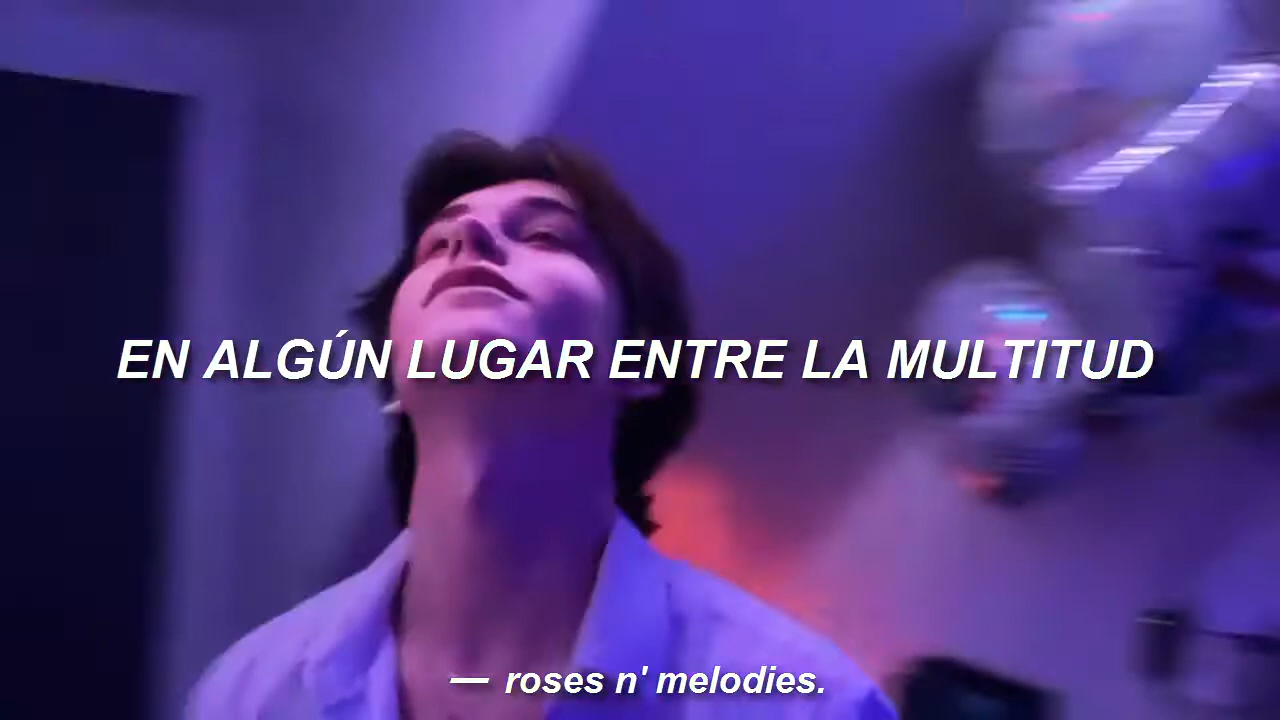 EN ALGÚN LUGAR ENTRE LA MULTITUD
— roses n' melodies.